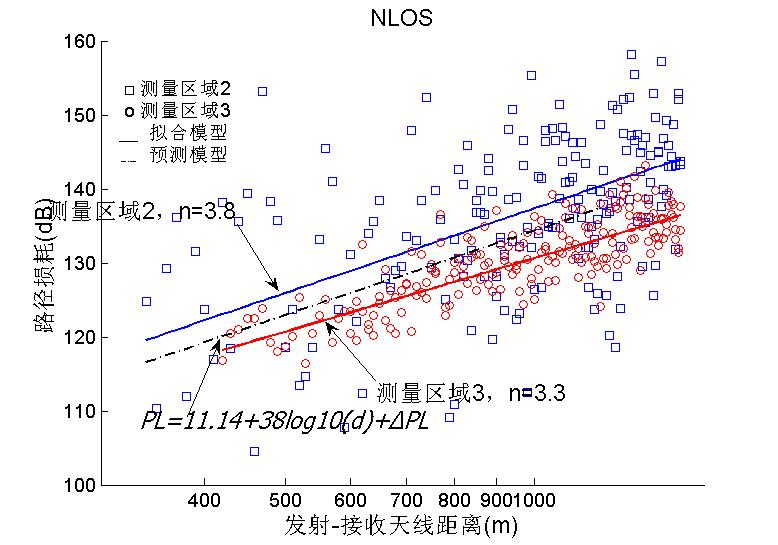 NLOS
160
150
140
130
120
110
100
路径损耗(dB)
测量区域2
测量区域3
拟合模型
预测模型
测量区域2，n=3.8
测量区域3，n=3.3
PL=11.14+38log10(d)+ΔPL
400 500 600 700 800 900 1000
发射-接收天线距离(m)